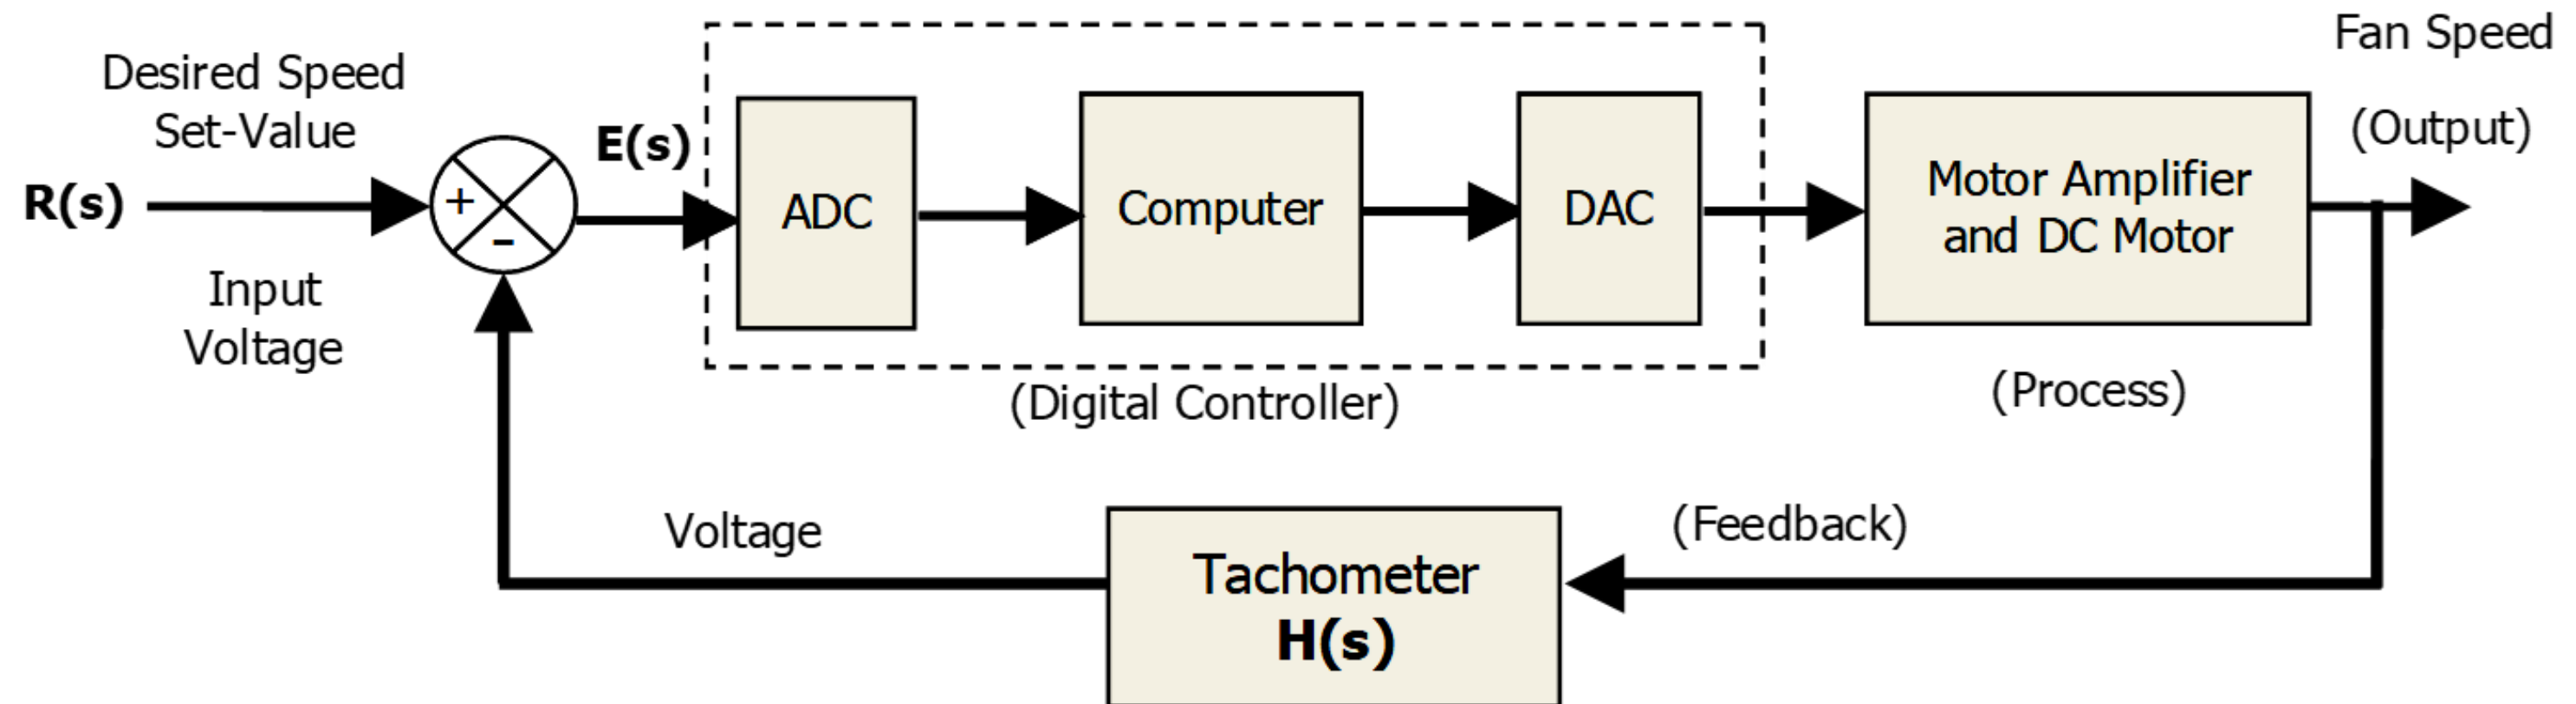 Desired Speed
Set-Value
R(s)
Input
Voltage
+
-
E(s)
ADC
Computer
DAC
(Digital Controller)
Motor Amplifier
and DC Motor
(Process)
Fan Speed
(Output)
Voltage
Tachometer
H(s)
(Feedback)